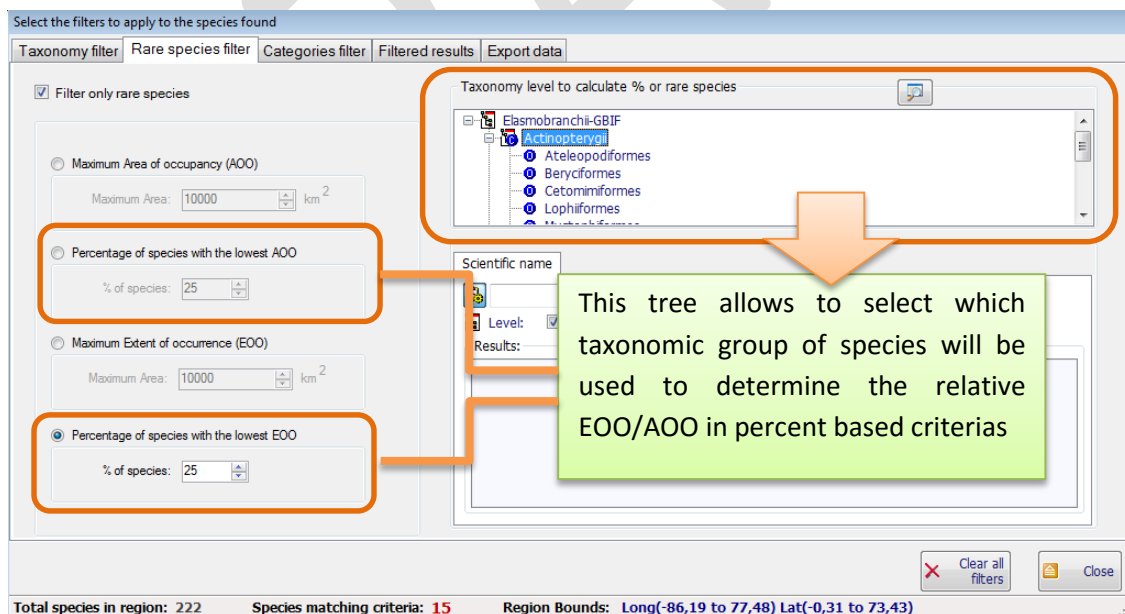 Select the filters to apply to the species found
Taxonomy filter Rare species filter Categories filter Filtered results Export data
Filter only rare species
Maximum Area of occupancy (AOO)
Maximum Area: 10000 km 2
Percentage of species with the lowest AOO
% of species: 25
Maximum Extent of occurrence (EOO)
Maximum Area: 10000 km 2
Percentage of species with the lowest EOO
% of species: 25
Taxonomy level to calculate % or rare species
Elasmobranchii-GBIF
Actinopterygii
Ateleopodiformes
Beryciformes
Cetomimiformes
Lophiiformes
Scientific name
Level:
Results:
This tree allows to select which
taxonomic group of species will be
used to determine the relative
EOO/AOO in percent based criterias
Clear all
filters
Close
Total species in region: 222 Species matching criteria: 15 Region Bounds: Long(-86,19 to 77,48) Lat(-0,31 to 73,43)